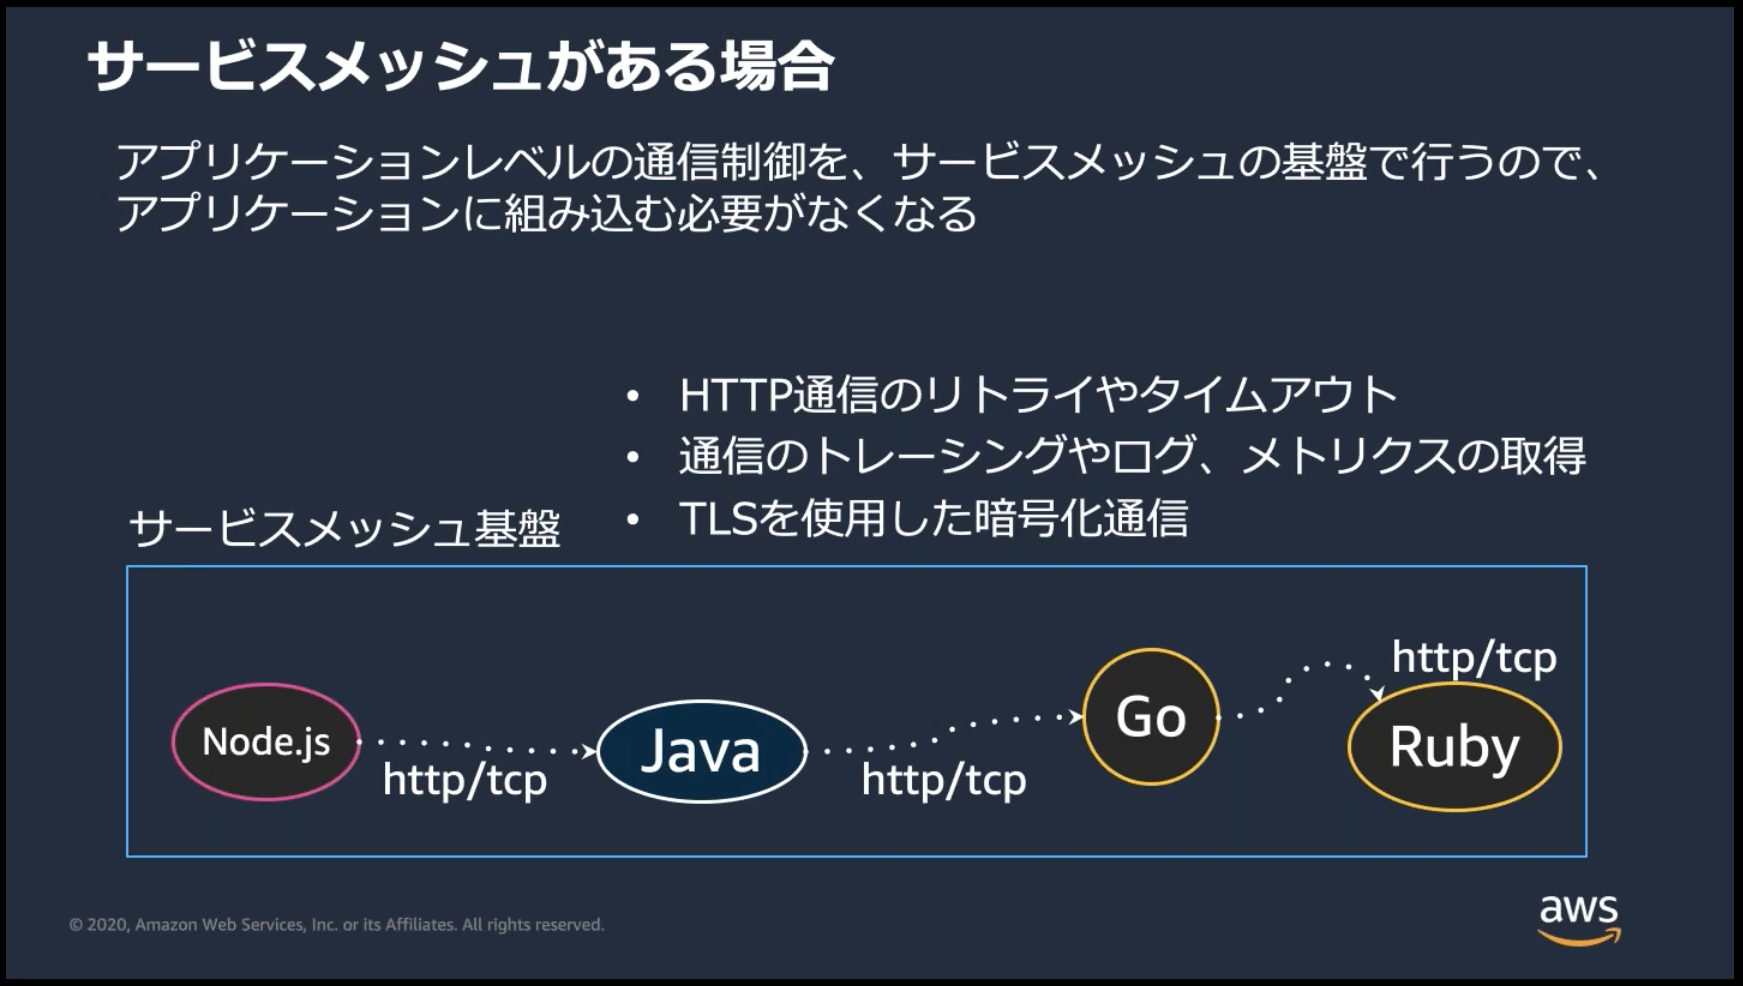 サービスメッシュがある場合
アプリケーションレベルの通信制御を、サービスメッシュの基盤で行うので、
アプリケーションに組み込む必要がなくなる
• HTTP通信のリトライやタイムアウト
• 通信のトレーシングやログ、メトリクスの取得
• TLSを使用した暗号化通信
サービスメッシュ基盤
Node.js
http/tcp
Java
http/tcp
Go
http/tcp
Ruby
© 2020, Amazon Web Services, Inc. or its Affiliates. All rights reserved.
aws